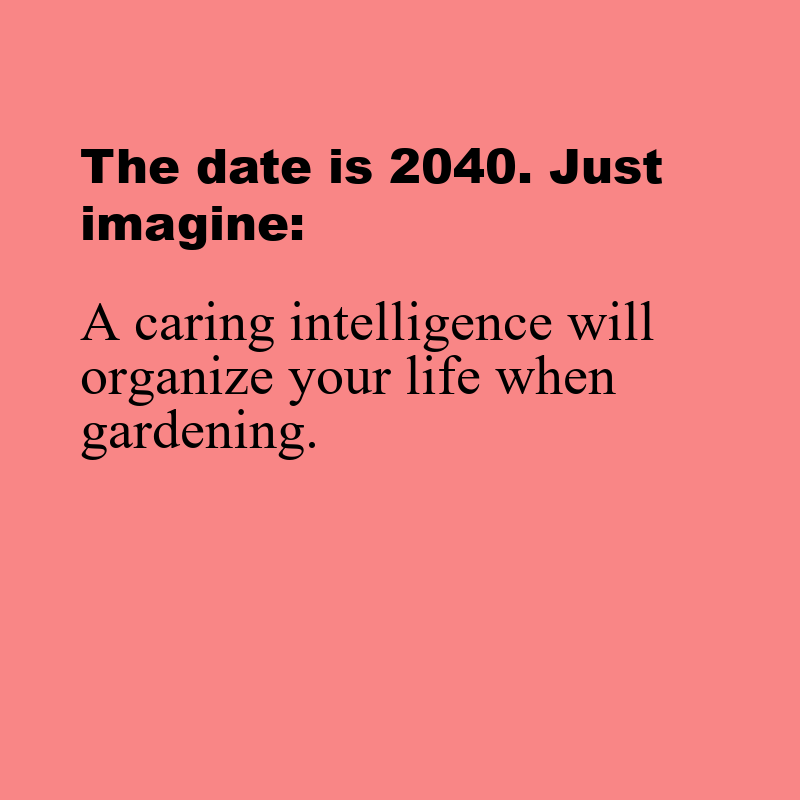 The date is 2040. Just
imagine:
A caring intelligence will
organize your life when
gardening.